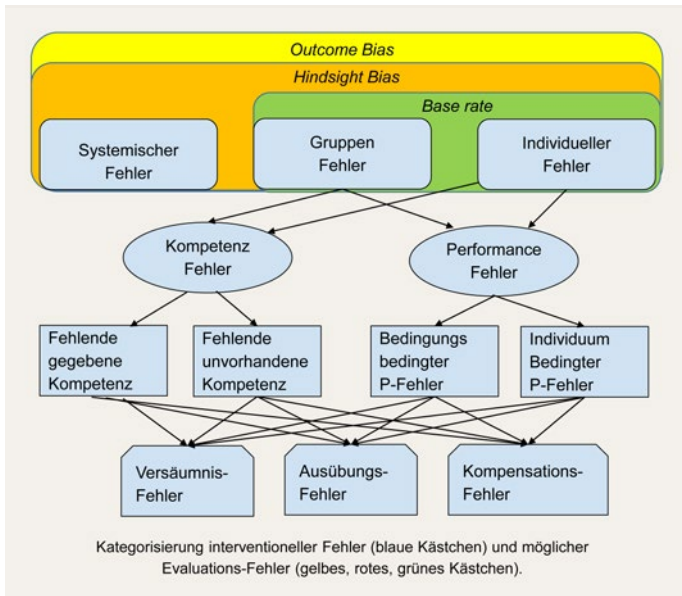 Outcome Bias
Hindsight Bias
Base rate
Systemischer
Fehler
Gruppen
Fehler
Individueller
Fehler
Kompetenz
Fehler
Performance
Fehler
Fehlende
gegebene
Kompetenz
Fehlende
unvorhandene
Kompetenz
Bedingungs
bedingter
P-Fehler
Individuum
Bedingter
P-Fehler
Versäumnis-
Fehler
Ausübungs-
Fehler
Kompensations-
Fehler
Kategorisierung interventioneller Fehler (blaue Kästchen) und möglicher
Evaluations-Fehler (gelbes, rotes, grünes Kästchen).